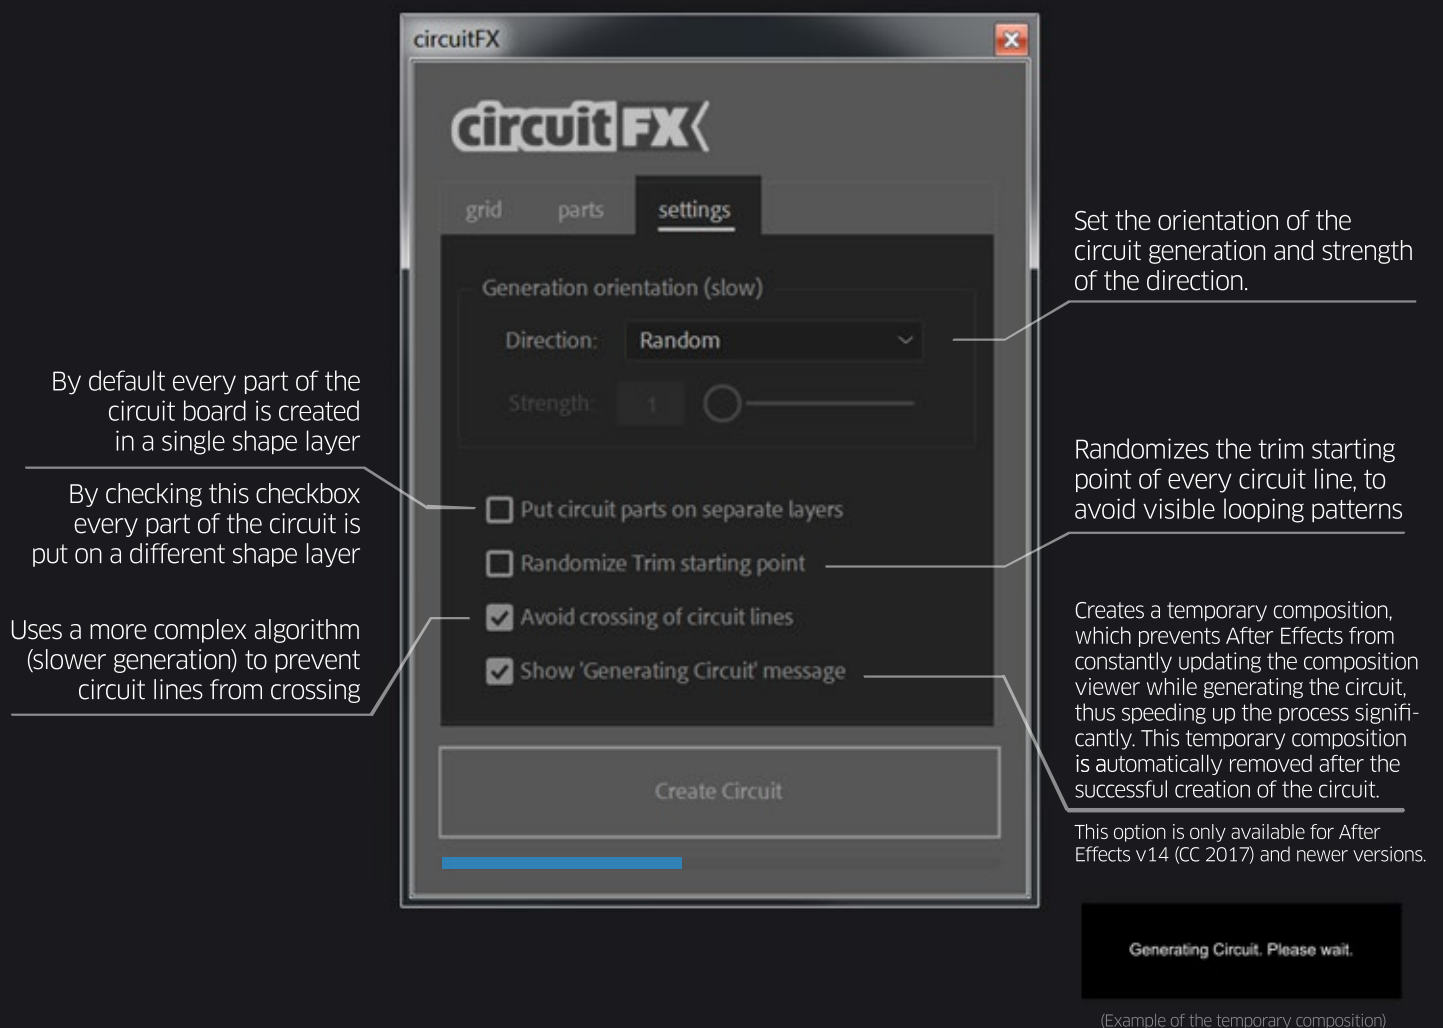 circuitFX
circuit FX
grid parts settings
Generation orientation (slow)
Direction: Random
Strength: 1
Put circuit parts on separate layers
Randomize Trim starting point
Avoid crossing of circuit lines
Show 'Generating Circuit' message
Create Circuit
By default every part of the
circuit board is created
in a single shape layer
By checking this checkbox
every part of the circuit is
put on a different shape layer
Uses a more complex algorithm
(slower generation) to prevent
circuit lines from crossing
Set the orientation of the
circuit generation and strength
of the direction.
Randomizes the trim starting
point of every circuit line, to
avoid visible looping patterns
Creates a temporary composition,
which prevents After Effects from
constantly updating the composition
viewer while generating the circuit,
thus speeding up the process signifi-
cantly. This temporary composition
is automatically removed after the
successful creation of the circuit.
This option is only available for After
Effects v14 (CC 2017) and newer versions.
Generating Circuit. Please wait.
(Example of the temporary composition)